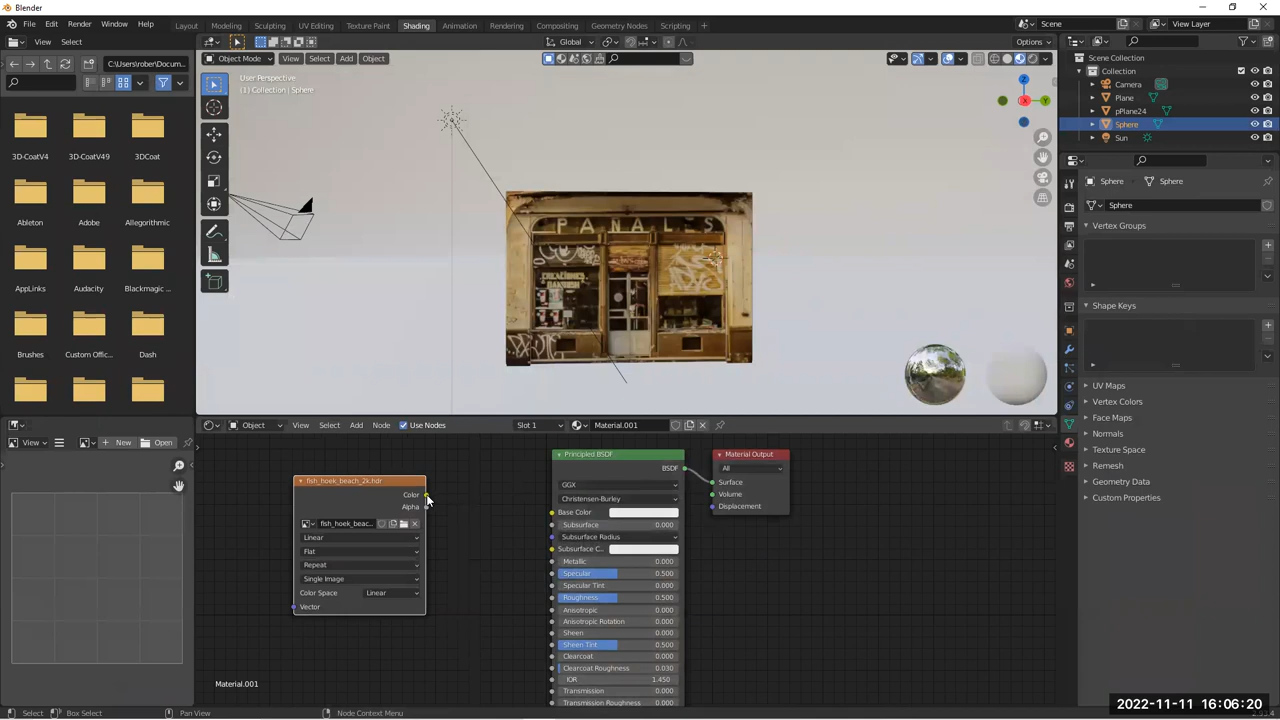 Blender
File Edit Render Window Help Layout Modeling Sculpting UV Editing Texture Paint Shading Animation Rendering Compositing Geometry Nodes Scripting + Scene View Layer
View Select Global Options
C:\Users\rober\Docum... Object Mode View Select Add Object
User Perspective
(1) Collection | Sphere
Scene Collection
Collection
Camera
Plane
pPlane24
Sphere
Sun
3D-CoatV4 3D-CoatV49 3DCoat
Ableton Adobe Allegorithmic
AppLinks Audacity Blackmagic ...
Brushes Custom Offic... Dash
Z
X
Y
PANALES
Sphere Sphere
Sphere
Vertex Groups
Shape Keys
UV Maps
Vertex Colors
Face Maps
Normals
Texture Space
Remesh
Geometry Data
Custom Properties
View New Open
Object View Select Add Node Use Nodes Slot 1 Material.001
fish_hoek_beach_2k.hdr
Color
Alpha
fish_hoek_beac...
Linear
Flat
Repeat
Single Image
Color Space Linear
Vector
Principled BSDF
BSDF
GGX
Christensen-Burley
Base Color
Subsurface 0.000
Subsurface Radius
Subsurface C...
Metallic 0.000
Specular 0.500
Specular Tint 0.000
Roughness 0.500
Anisotropic 0.000
Anisotropic Rotation 0.000
Sheen 0.000
Sheen Tint 0.500
Clearcoat 0.000
Clearcoat Roughness 0.030
IOR 1.450
Transmission 0.000
Transmission Roughness 0.000
Material Output
All
Surface
Volume
Displacement
Material.001
Select Box Select Pan View Node Context Menu
2022-11-11 16:06:20